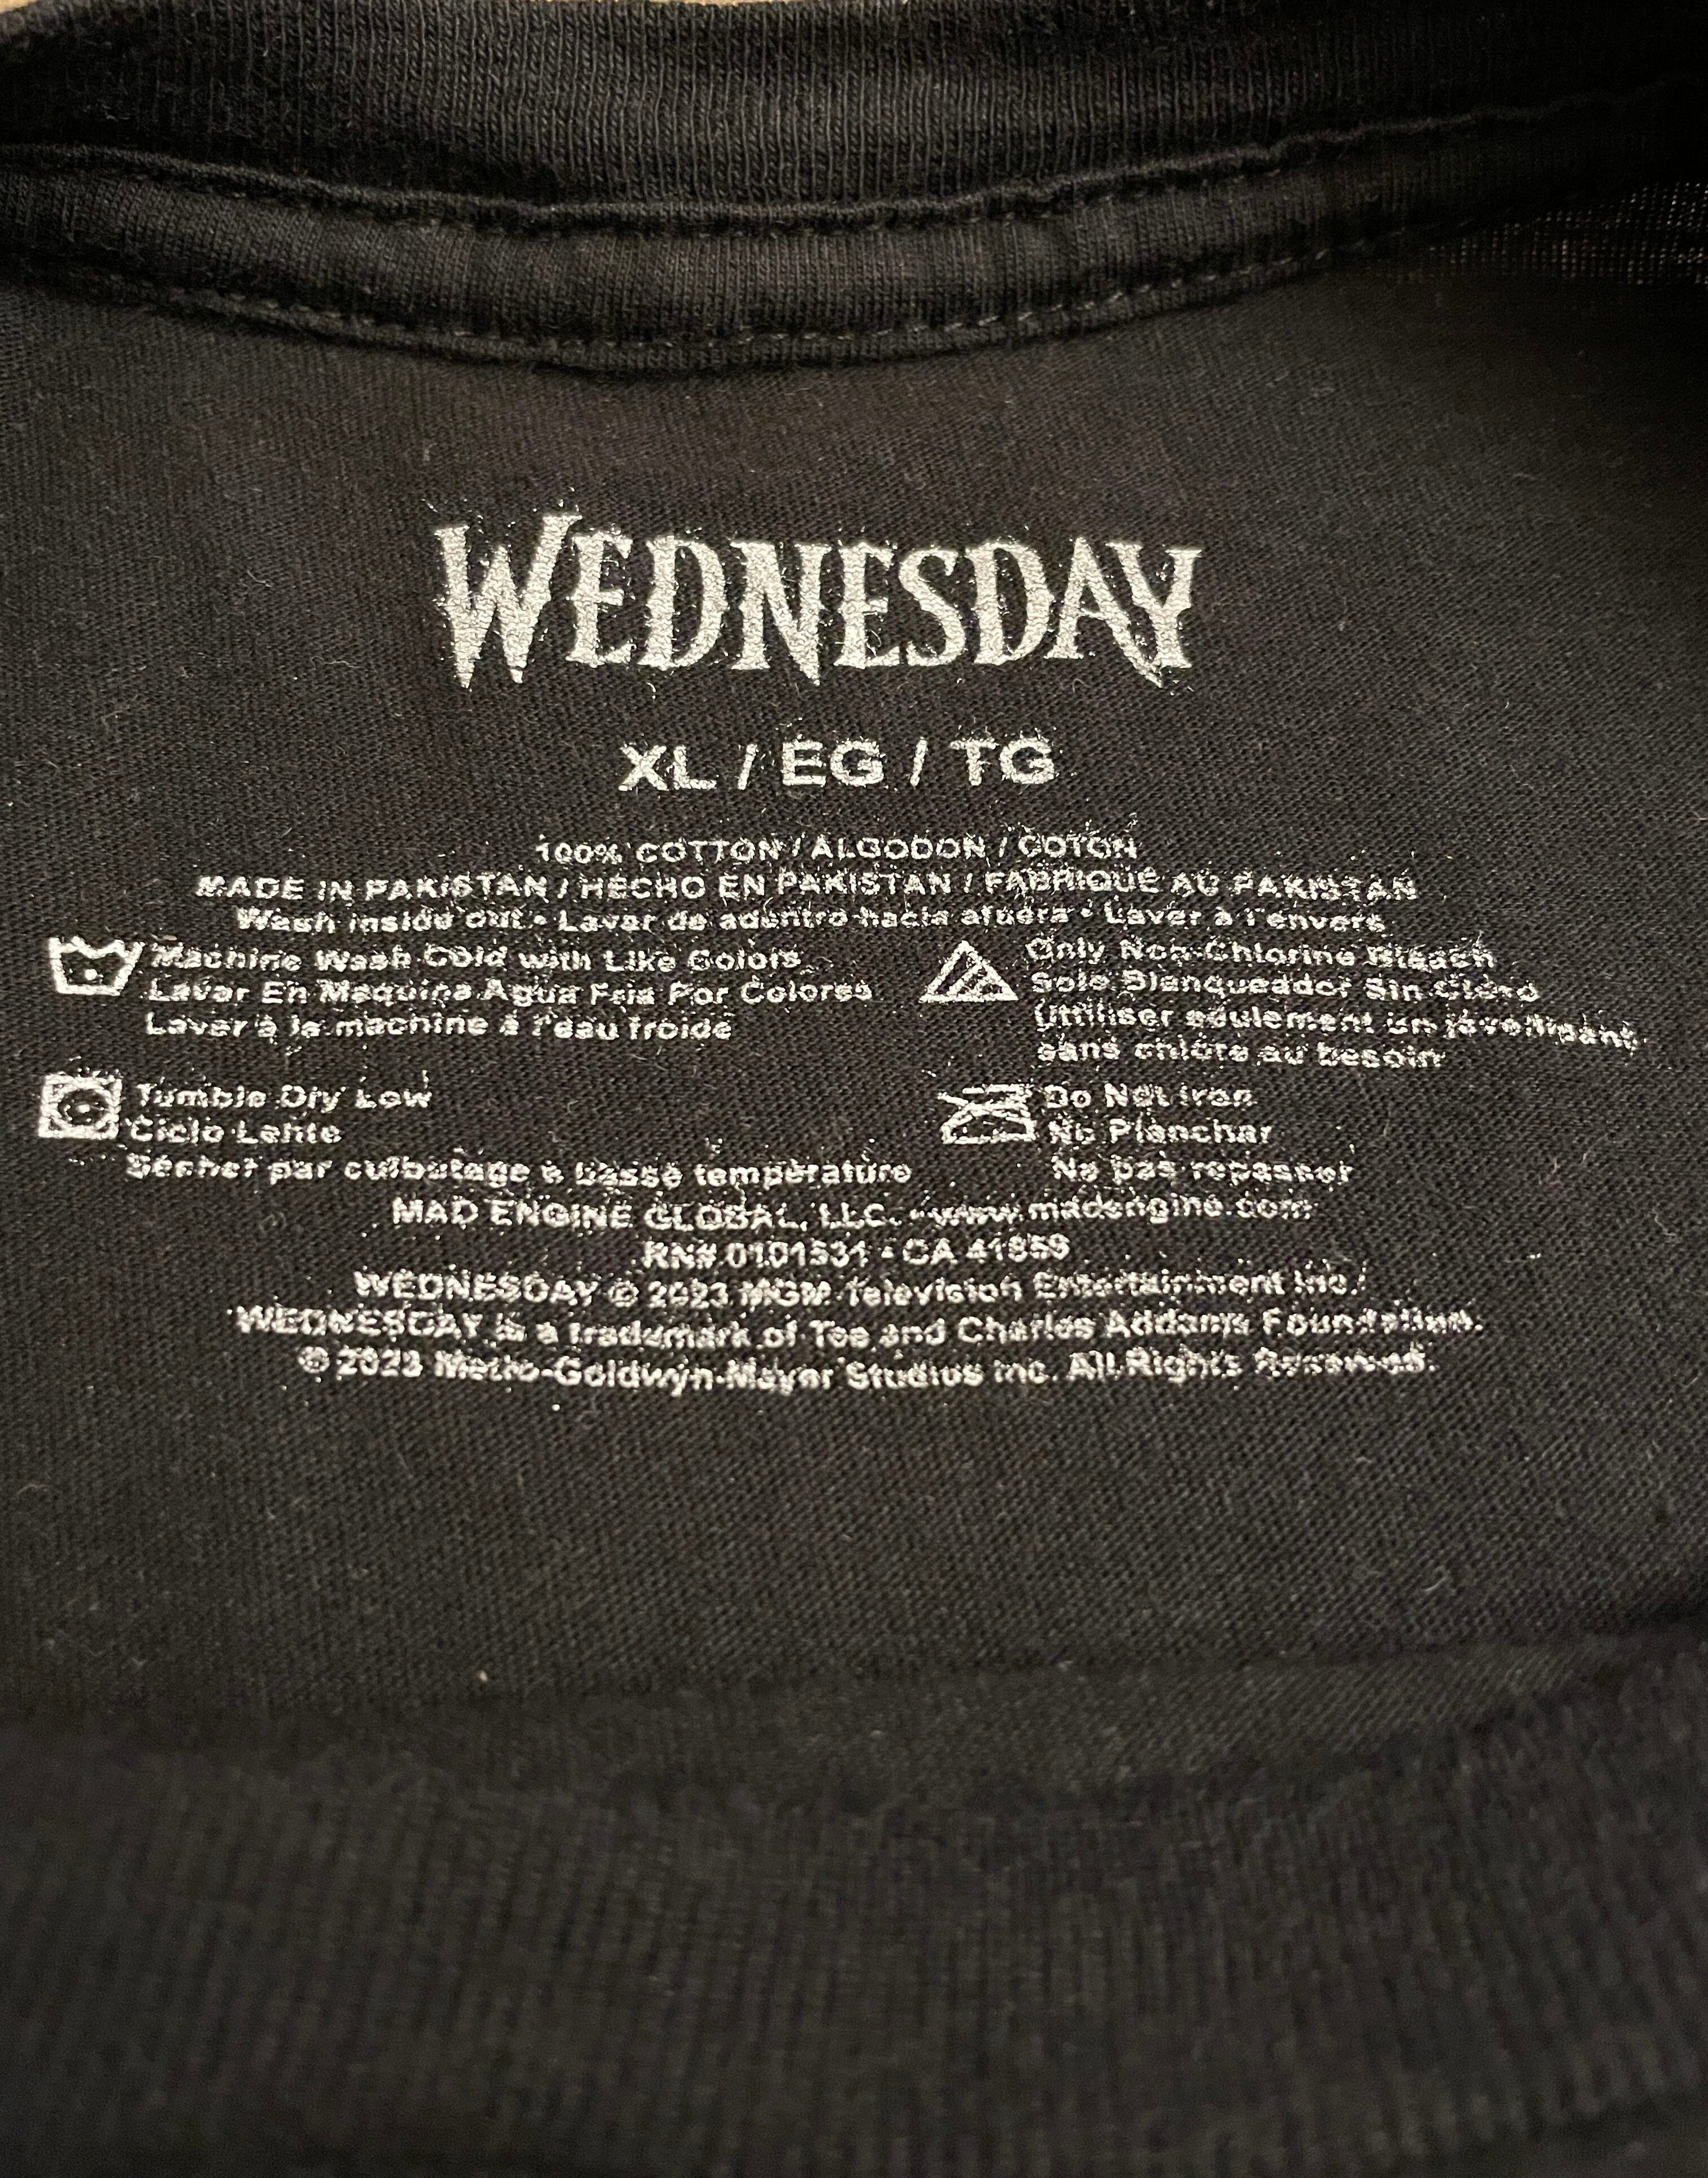 WEDNESDAY
XL / EG / TG
100% COTTON / ALGODON / COTON
MADE IN PAKISTAN / HECHO EN PAKISTAN / FABRIQUÉ AU PAKISTAN
Wash inside out • Lavar de adentro hacia afuera • Laver à l'envers
Machine Wash Cold with Like Colors
Lavar En Maquina Agua Fria Por Colores
Laver à la machine à l'eau froide
Only Non-Chlorine Bleach
Solo Blanqueador Sin Cloro
Utiliser seulement un javellisant
sans chlore au besoin
Tumble Dry Low
Ciclo Lente
Sécher par culbutage à basse température
Do Not Iron
No Planchar
Ne pas repasser
MAD ENGINE GLOBAL, LLC. • www.madengine.com
RN# 0101531 • CA 41859
WEDNESDAY © 2023 MGM Television Entertainment Inc.
WEDNESDAY is a trademark of Tee and Charles Addams Foundation.
© 2023 Metro-Goldwyn-Mayer Studios Inc. All Rights Reserved.